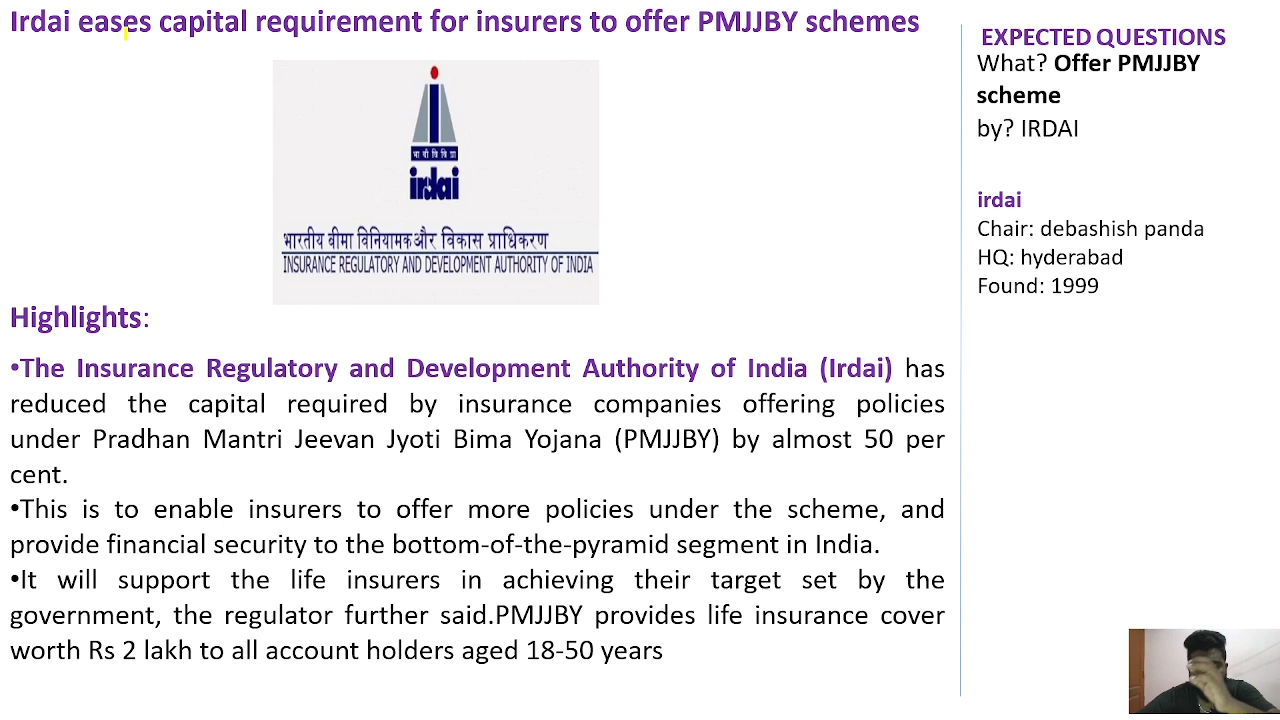 Irdai eases capital requirement for insurers to offer PMJJBY schemes
भा बी वि वि प्रा
irdai
भारतीय बीमा विनियामक और विकास प्राधिकरण
INSURANCE REGULATORY AND DEVELOPMENT AUTHORITY OF INDIA
Highlights:
•The Insurance Regulatory and Development Authority of India (Irdai) has
reduced the capital required by insurance companies offering policies
under Pradhan Mantri Jeevan Jyoti Bima Yojana (PMJJBY) by almost 50 per
cent.
•This is to enable insurers to offer more policies under the scheme, and
provide financial security to the bottom-of-the-pyramid segment in India.
•It will support the life insurers in achieving their target set by the
government, the regulator further said.PMJJBY provides life insurance cover
worth Rs 2 lakh to all account holders aged 18-50 years
EXPECTED QUESTIONS
What? Offer PMJJBY
scheme
by? IRDAI
irdai
Chair: debashish panda
HQ: hyderabad
Found: 1999